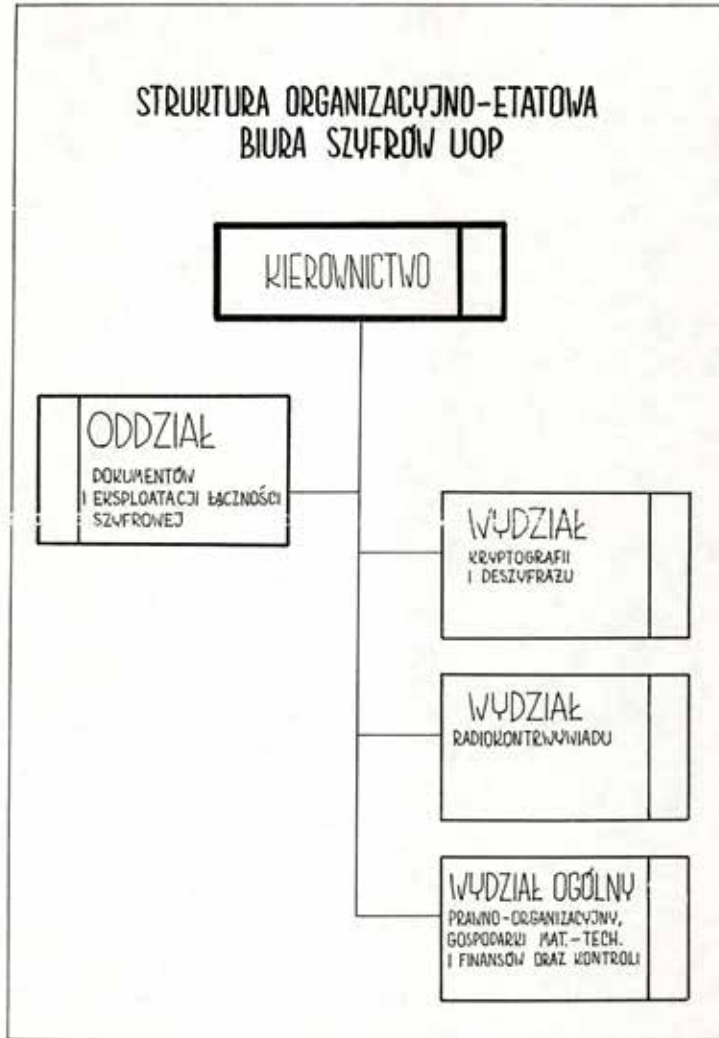 STRUKTURA ORGANIZACYJNO-ETATOWA
BIURA SZYFRÓW UOP
KIEROWNICTWO
ODDZIAŁ
DOKUMENTÓW
I EKSPLOATACJI ŁĄCZNOŚCI
SZYFROWEJ
WYDZIAŁ
KRYPTOGRAFII
I DESZYFRAŻU
WYDZIAŁ
RADIOKONTRWYWIADU
WYDZIAŁ OGÓLNY
PRAWNO-ORGANIZACYJNY,
GOSPODARKI MAT.-TECH.
I FINANSÓW ORAZ KONTROLI